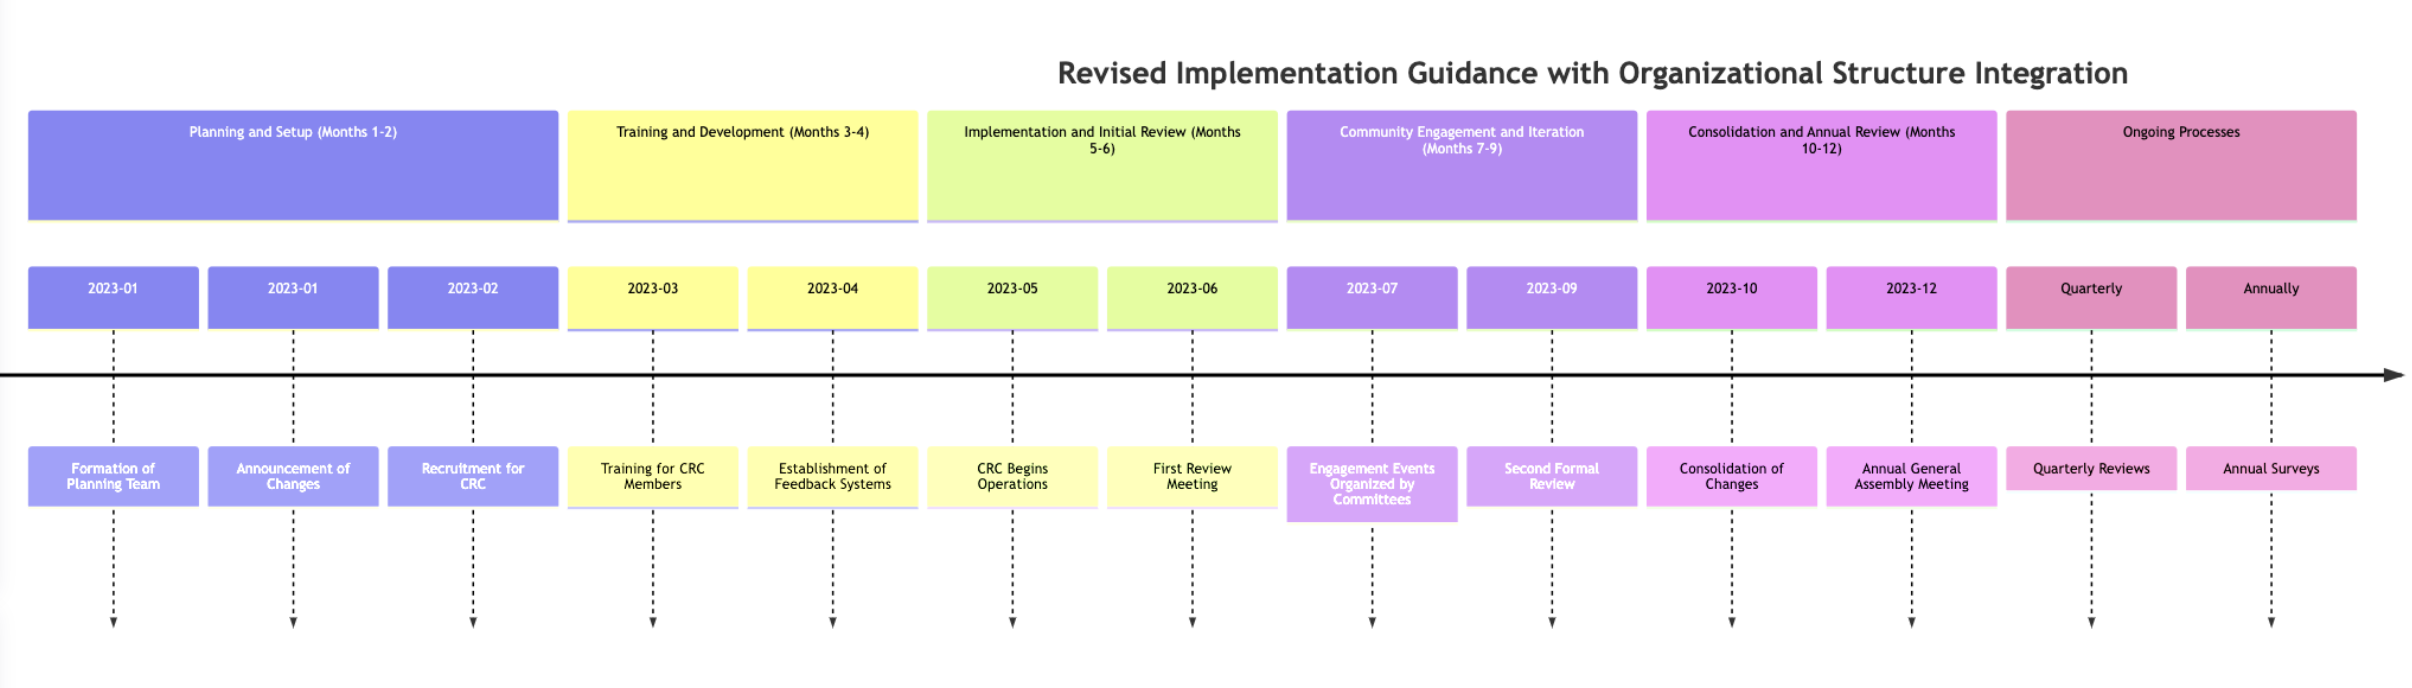 Revised Implementation Guidance with Organizational Structure Integration
Planning and Setup (Months 1-2)
Training and Development (Months 3-4)
Implementation and Initial Review (Months
5-6)
Community Engagement and Iteration
(Months 7-9)
Consolidation and Annual Review (Months
10-12)
Ongoing Processes
2023-01
2023-01
2023-02
2023-03
2023-04
2023-05
2023-06
2023-07
2023-09
2023-10
2023-12
Quarterly
Annually
Formation of
Planning Team
Announcement of
Changes
Recruitment for
CRC
Training for CRC
Members
Establishment of
Feedback Systems
CRC Begins
Operations
First Review
Meeting
Engagement Events
Organized by
Committees
Second Formal
Review
Consolidation of
Changes
Annual General
Assembly Meeting
Quarterly Reviews
Annual Surveys